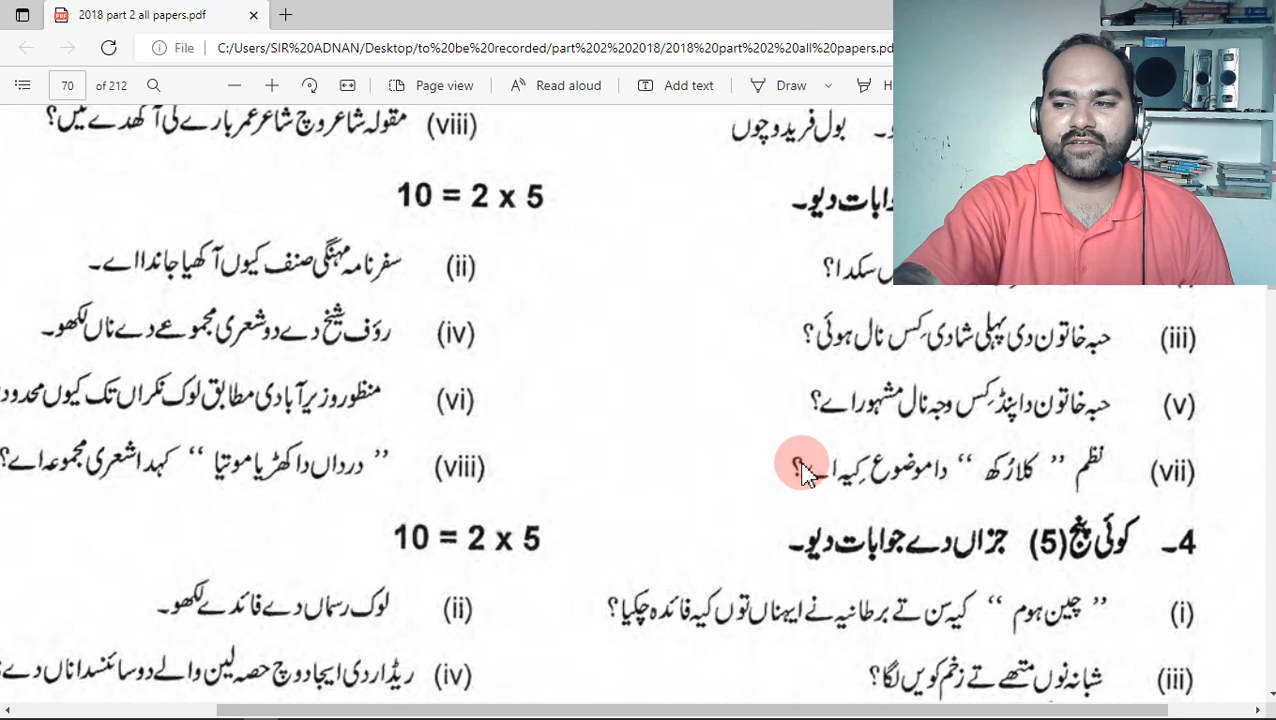 2018 part 2 all papers.pdf
File C:/Users/SIR%20ADNAN/Desktop/to%20be%20recorded/part%202%202018/2018%20part%202%20all%20papers.pd
70 of 212 Page view Read aloud Add text Draw H
بول فرید وچوں (viii) مقولہ شاعر وچ شاعر عمر بارے کی آکھدے نیں؟
دیو۔ 10 = 2 x 5
سکدا؟ (ii) سفرنامہ مہنگی صنف کیوں آکھیا جاندا اے۔
(iii) حبہ خاتون دی پہلی شادی کِس نال ہوئی؟ (iv) رؤف شیخ دے دو شعری مجموعے دے ناں لکھو۔
(v) حبہ خاتون دا پنڈ کِس وجہ نال مشہور اے؟ (vi) منظور وزیر آبادی مطابق لوک نکراں تک کیوں محدود
(vii) نظم ’’ کلا رُکھ ‘‘ دا موضوع کیہ اے؟ (viii) ’’ درداں دا کھڑیا موتیا ‘‘ کہدا شعری مجموعہ اے؟
4۔ کوئی پنج (5) جزاں دے جوابات دیو۔ 10 = 2 x 5
(i) ’’ چین ہوم ‘‘ کیہ سن تے برطانیہ نے ایہناں توں کیہ فائدہ چکیا؟ (ii) لوک رسماں دے فائدے لکھو۔
(iii) شبانہ نوں متھے تے زخم کویں لگا؟ (iv) ریڈار دی ایجاد وچ حصہ لین والے دو سائنسداناں دے